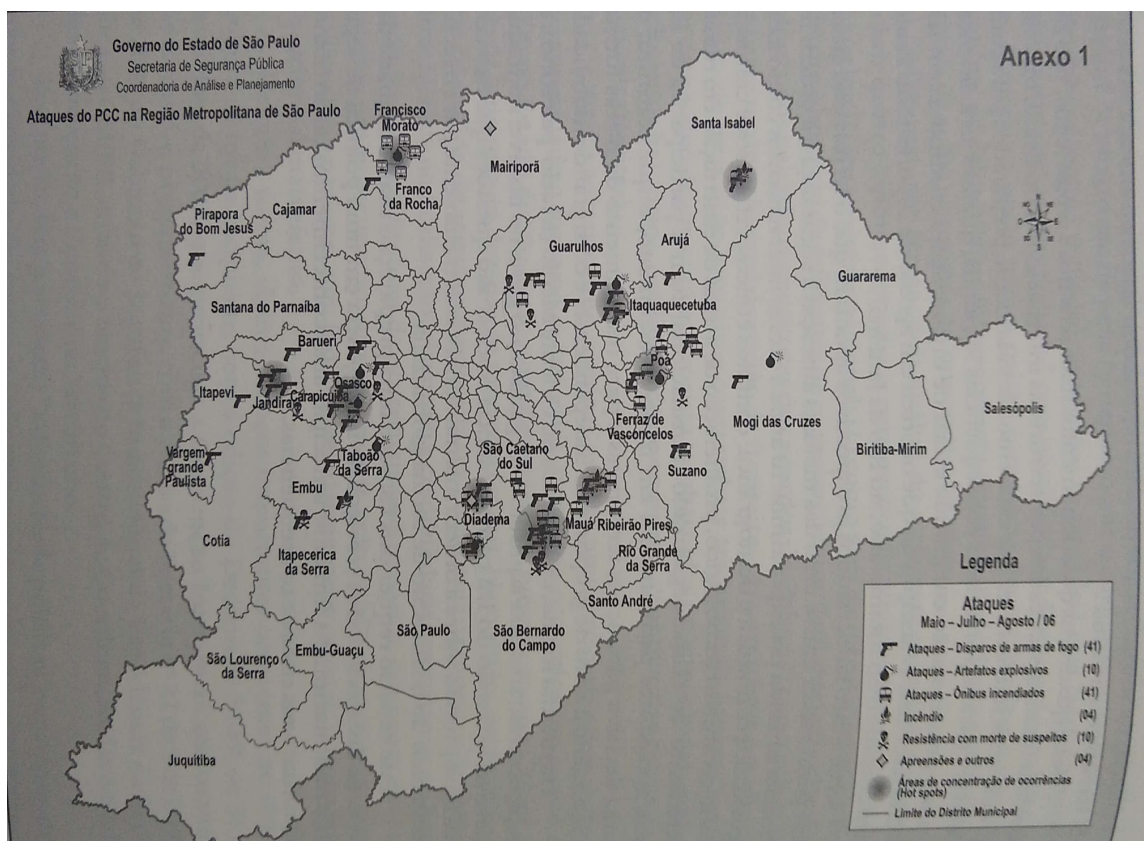 Governo do Estado de São Paulo
Secretaria de Segurança Pública
Coordenadoria de Análise e Planejamento
Ataques do PCC na Região Metropolitana de São Paulo
Anexo 1
Francisco
Morato
Mairiporã
Santa Isabel
Franco
da Rocha
Cajamar
Pirapora
do Bom Jesus
Guarulhos
Arujá
Guararema
Santana do Parnaíba
Itaquaquecetuba
Barueri
Poá
Osasco
Itapevi
Jandira
Carapicuíba
Ferraz de
Vasconcelos
Mogi das Cruzes
Salesópolis
Biritiba-Mirim
Vargem
grande
Paulista
Taboão
da Serra
São Caetano
do Sul
Suzano
Embu
Diadema
Mauá
Ribeirão Pires
Cotia
Itapecerica
da Serra
Rio Grande
da Serra
Santo André
São Paulo
São Bernardo
do Campo
Embu-Guaçu
São Lourenço
da Serra
Juquitiba
Legenda
Ataques
Maio – Julho – Agosto / 06
Ataques – Disparos de armas de fogo (41)
Ataques – Artefatos explosivos (10)
Ataques – Ônibus incendiados (41)
Incêndio (04)
Resistência com morte de suspeitos (10)
Apreensões e outros (04)
Áreas de concentração de ocorrências
(Hot spots)
Limite do Distrito Municipal